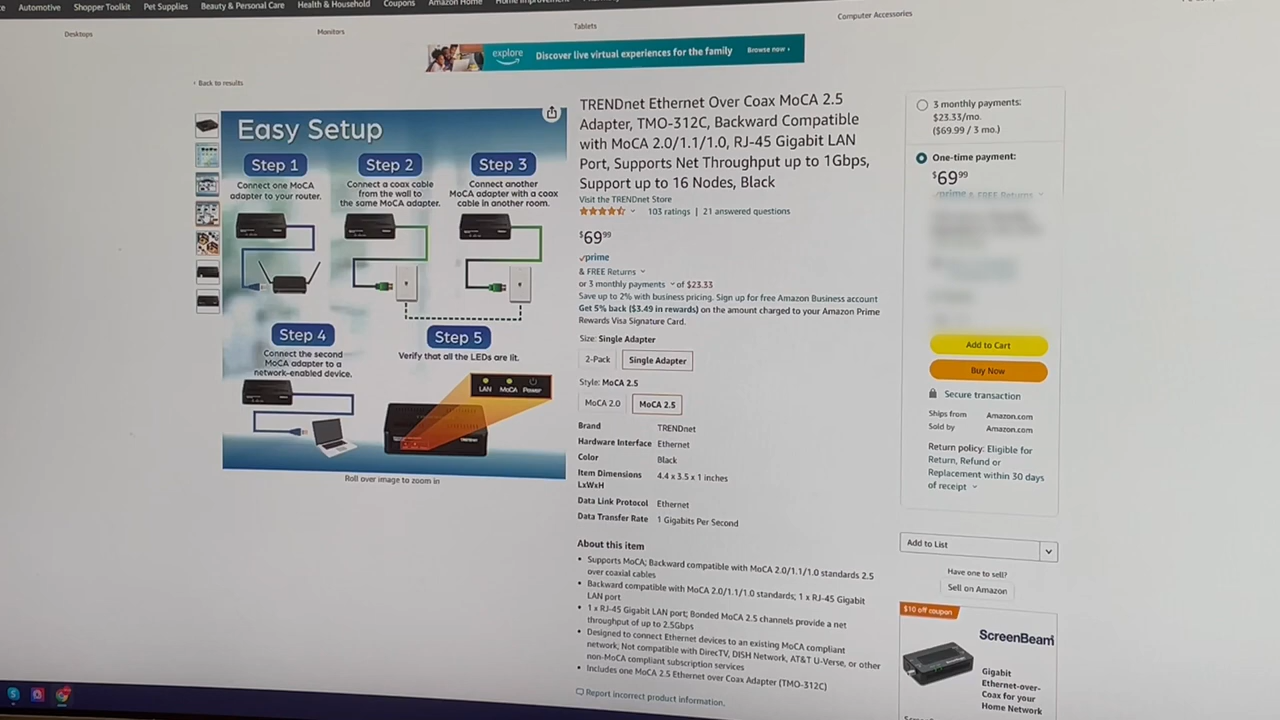 Automotive Shopper Toolkit Pet Supplies Beauty & Personal Care Health & Household Coupons Amazon Home
Desktops Monitors Tablets Computer Accessories
explore Discover live virtual experiences for the family Browse now ›
‹ Back to results
Easy Setup
Step 1
Connect one MoCA
adapter to your router.
Step 2
Connect a coax cable
from the wall to
the same MoCA adapter.
Step 3
Connect another
MoCA adapter with a coax
cable in another room.
Step 4
Connect the second
MoCA adapter to a
network-enabled device.
Step 5
Verify that all the LEDs are lit.
LAN MoCA Power
TRENDnet
Roll over image to zoom in
TRENDnet Ethernet Over Coax MoCA 2.5
Adapter, TMO-312C, Backward Compatible
with MoCA 2.0/1.1/1.0, RJ-45 Gigabit LAN
Port, Supports Net Throughput up to 1Gbps,
Support up to 16 Nodes, Black
Visit the TRENDnet Store
103 ratings | 21 answered questions
$69⁹⁹
prime
& FREE Returns
or 3 monthly payments of $23.33
Save up to 2% with business pricing. Sign up for free Amazon Business account
Get 5% back ($3.49 in rewards) on the amount charged to your Amazon Prime
Rewards Visa Signature Card.
Size: Single Adapter
2-Pack Single Adapter
Style: MoCA 2.5
MoCA 2.0 MoCA 2.5
Brand TRENDnet
Hardware Interface Ethernet
Color Black
Item Dimensions 4.4 x 3.5 x 1 inches
LxWxH
Data Link Protocol Ethernet
Data Transfer Rate 1 Gigabits Per Second
About this item
• Supports MoCA; Backward compatible with MoCA 2.0/1.1/1.0 standards 2.5
over coaxial cables
• Backward compatible with MoCA 2.0/1.1/1.0 standards; 1 x RJ-45 Gigabit
LAN port
• 1 x RJ-45 Gigabit LAN port; Bonded MoCA 2.5 channels provide a net
throughput of up to 2.5Gbps
• Designed to connect Ethernet devices to an existing MoCA compliant
network; Not compatible with DirecTV, DISH Network, AT&T U-Verse, or other
non-MoCA compliant subscription services
• Includes one MoCA 2.5 Ethernet over Coax Adapter (TMO-312C)
Report incorrect product information.
3 monthly payments:
$23.33/mo.
($69.99 / 3 mo.)
One-time payment:
$69⁹⁹
prime & FREE Returns
Add to Cart
Buy Now
Secure transaction
Ships from Amazon.com
Sold by Amazon.com
Return policy: Eligible for
Return, Refund or
Replacement within 30 days
of receipt
Add to List
Have one to sell?
Sell on Amazon
$10 off coupon
ScreenBeam
Gigabit
Ethernet-over-
Coax for your
Home Network